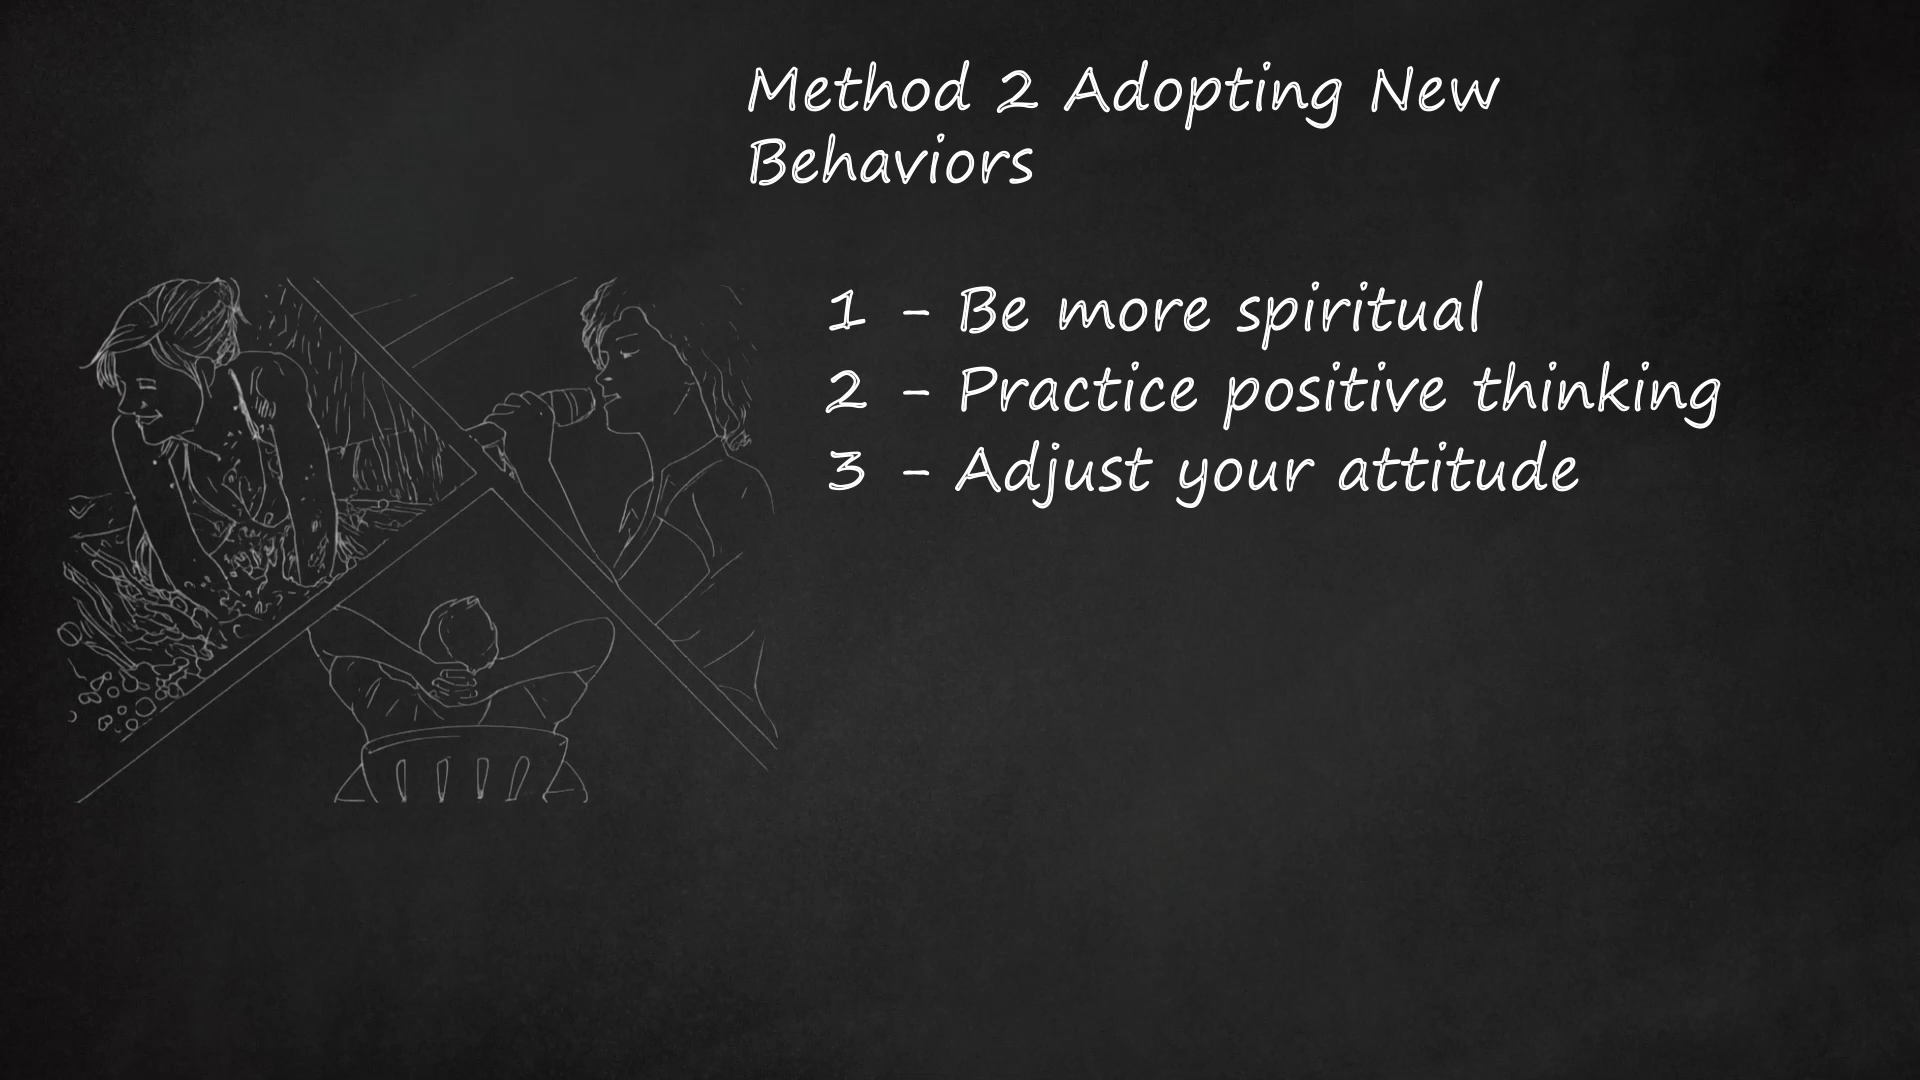 Method 2 Adopting New
Behaviors
1 - Be more spiritual
2 - Practice positive thinking
3 - Adjust your attitude